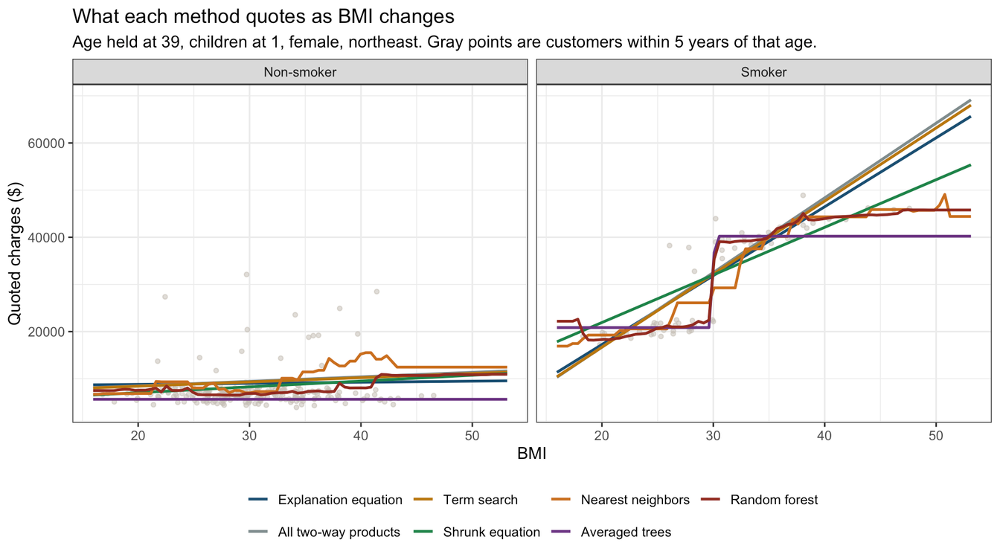 What each method quotes as BMI changes
Age held at 39, children at 1, female, northeast. Gray points are customers within 5 years of that age.
Non-smoker
Smoker
Quoted charges ($)
60000
40000
20000
20
30
40
50
20
30
40
50
BMI
Explanation equation
Term search
Nearest neighbors
Random forest
All two-way products
Shrunk equation
Averaged trees